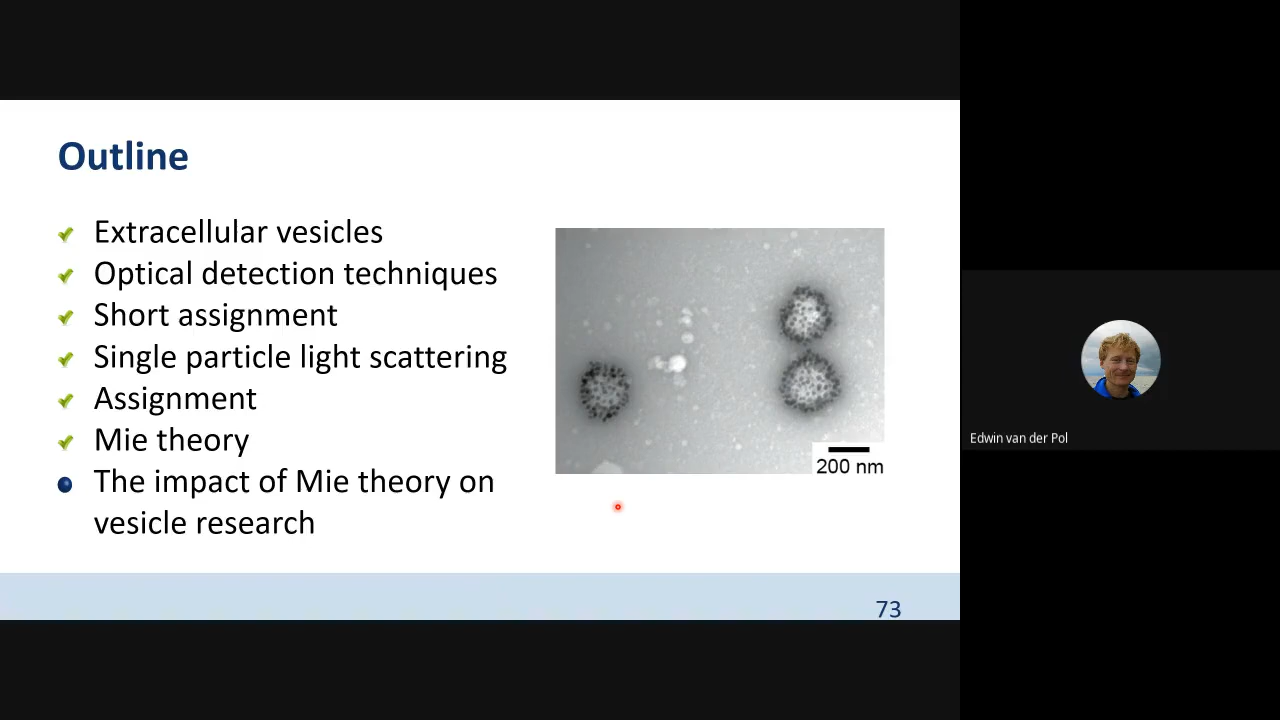 Outline
Extracellular vesicles
Optical detection techniques
Short assignment
Single particle light scattering
Assignment
Mie theory
The impact of Mie theory on
vesicle research
200 nm
73
Edwin van der Pol